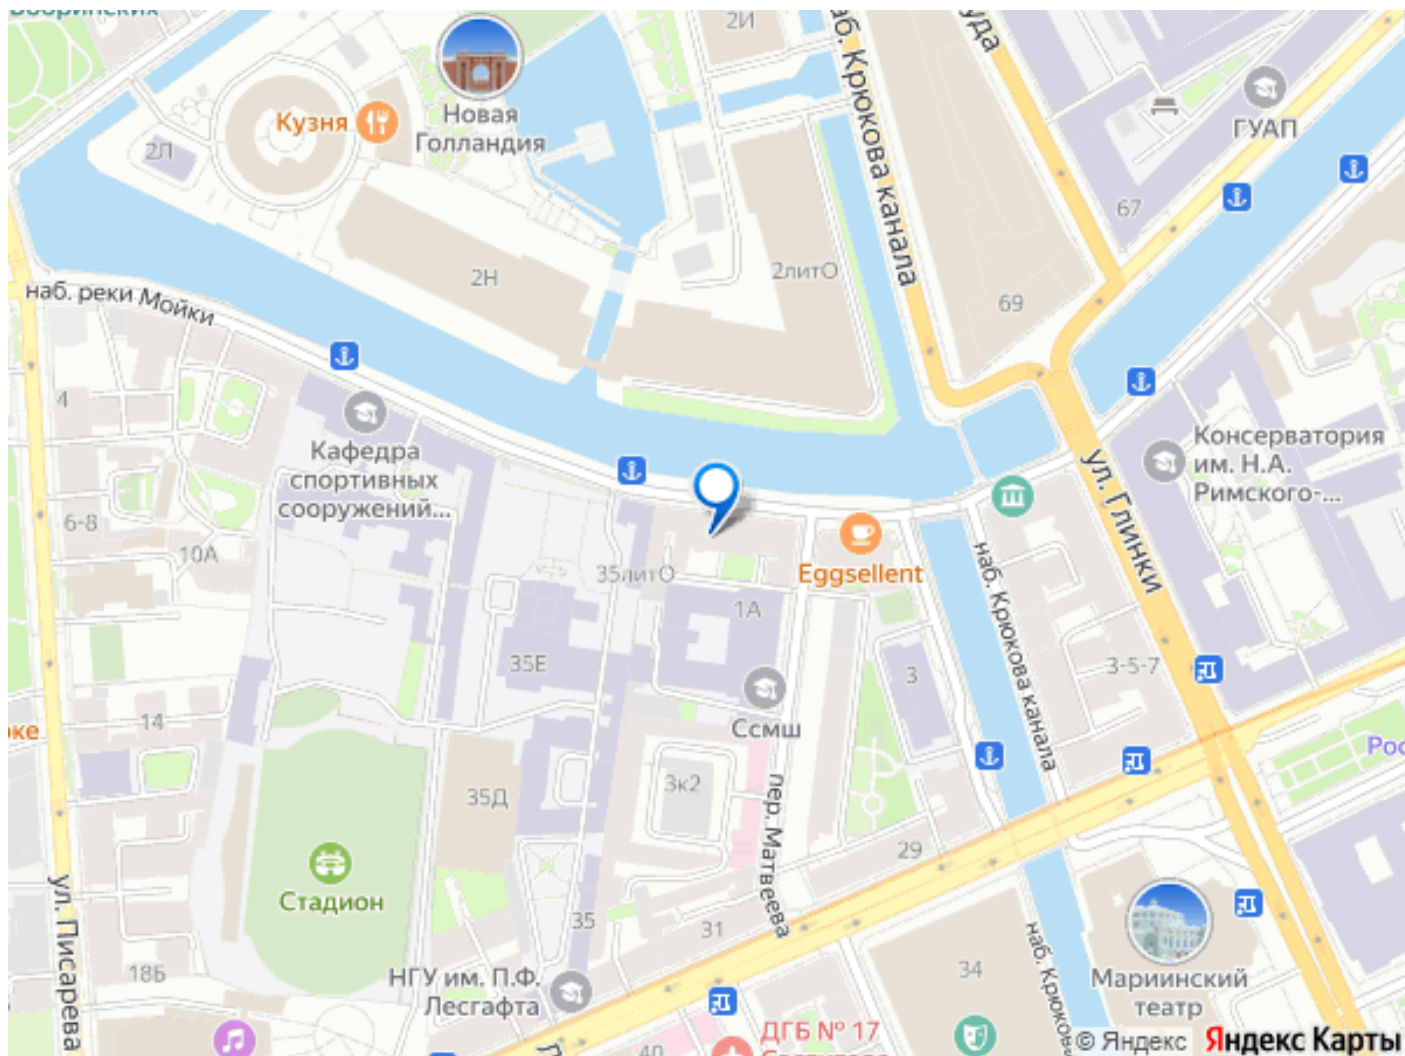 2И
Новая
Голландия
Кузня
2Л
2Н
2литО
наб. Крюкова канала
ГУАП
67
69
наб. реки Мойки
4
6-8
10А
Кафедра
спортивных
сооружений...
35литО
Eggsellent
1А
35Е
Ссмш
3
3-5-7
наб. Крюкова канала
ул. Глинки
Консерватория
им. Н.А.
Римского-...
14
35Д
3к2
пер. Матвеева
29
Стадион
35
31
ул. Писарева
18Б
НГУ им. П.Ф.
Лесгафта
34
Мариинский
театр
ДГБ № 17
40
© Яндекс Яндекс Карты